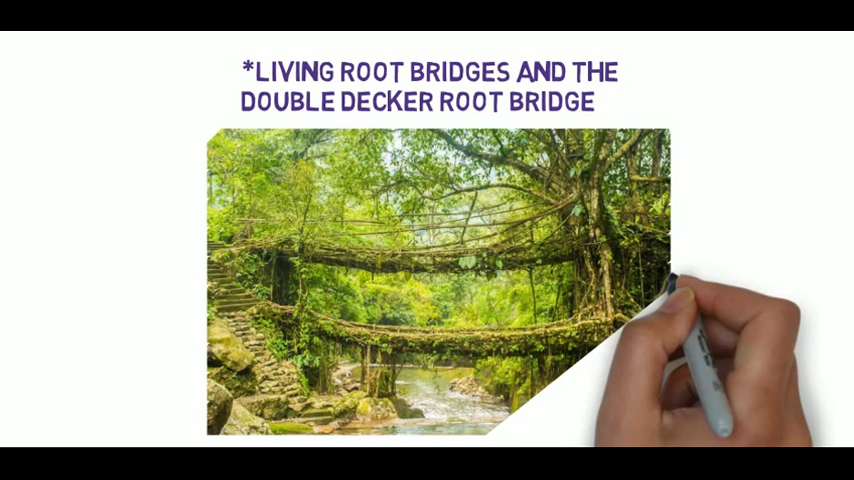 *LIVING ROOT BRIDGES AND THE
DOUBLE DECKER ROOT BRIDGE